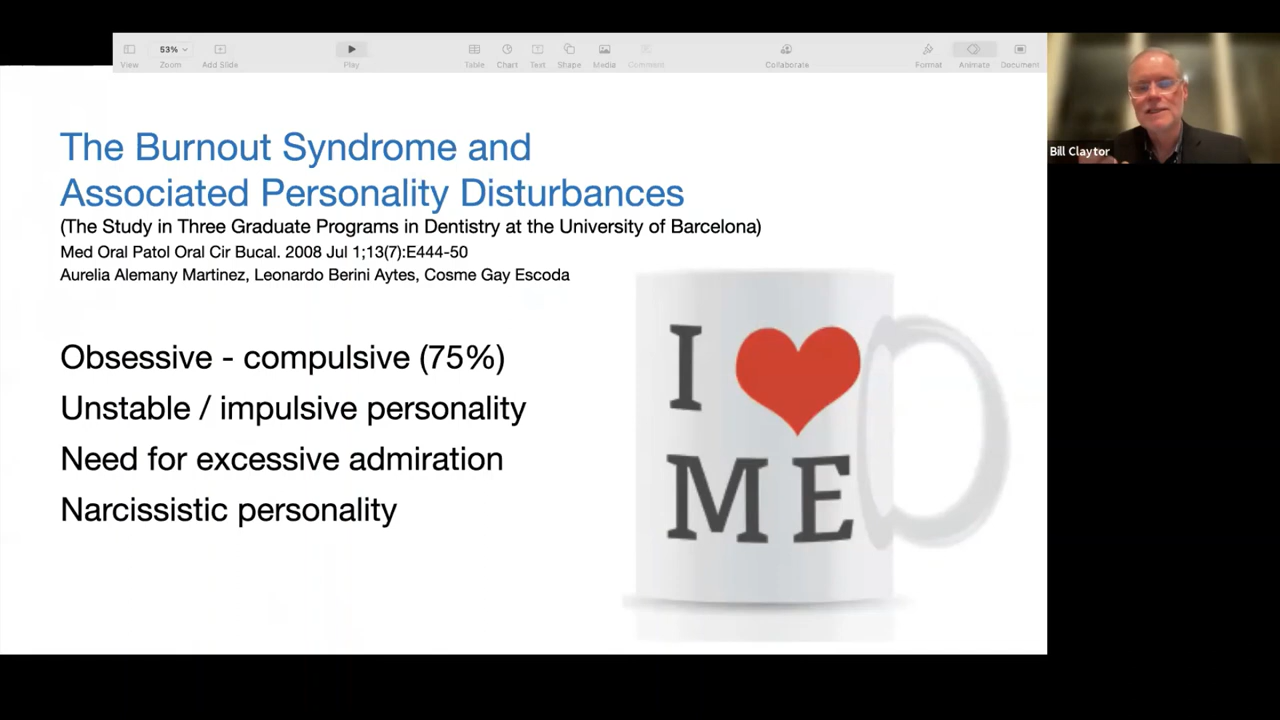 53%
View
Zoom
Add Slide
Play
Table
Chart
Text
Shape
Media
Comment
Collaborate
Format
Animate
Document
Bill Claytor
The Burnout Syndrome and
Associated Personality Disturbances
(The Study in Three Graduate Programs in Dentistry at the University of Barcelona)
Med Oral Patol Oral Cir Bucal. 2008 Jul 1;13(7):E444-50
Aurelia Alemany Martinez, Leonardo Berini Aytes, Cosme Gay Escoda
Obsessive - compulsive (75%)
Unstable / impulsive personality
Need for excessive admiration
Narcissistic personality
I ❤
ME